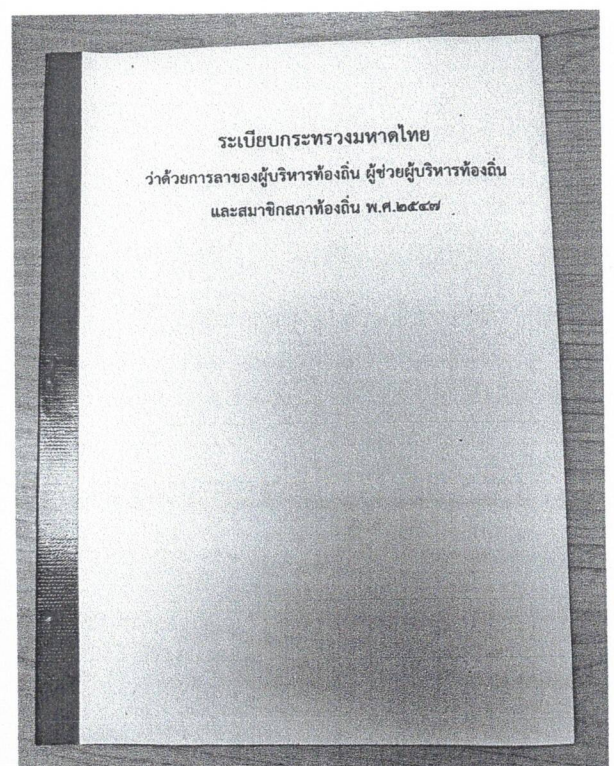 ระเบียบกระทรวงมหาดไทย
ว่าด้วยการลาของผู้บริหารท้องถิ่น ผู้ช่วยผู้บริหารท้องถิ่น
และสมาชิกสภาท้องถิ่น พ.ศ.๒๕๔๗